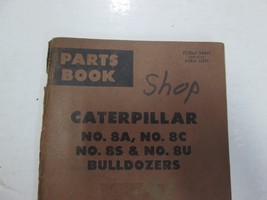 PARTS
BOOK
Shop
CATERPILLAR
NO. 8A, NO. 8C
NO. 8S & NO. 8U
BULLDOZERS